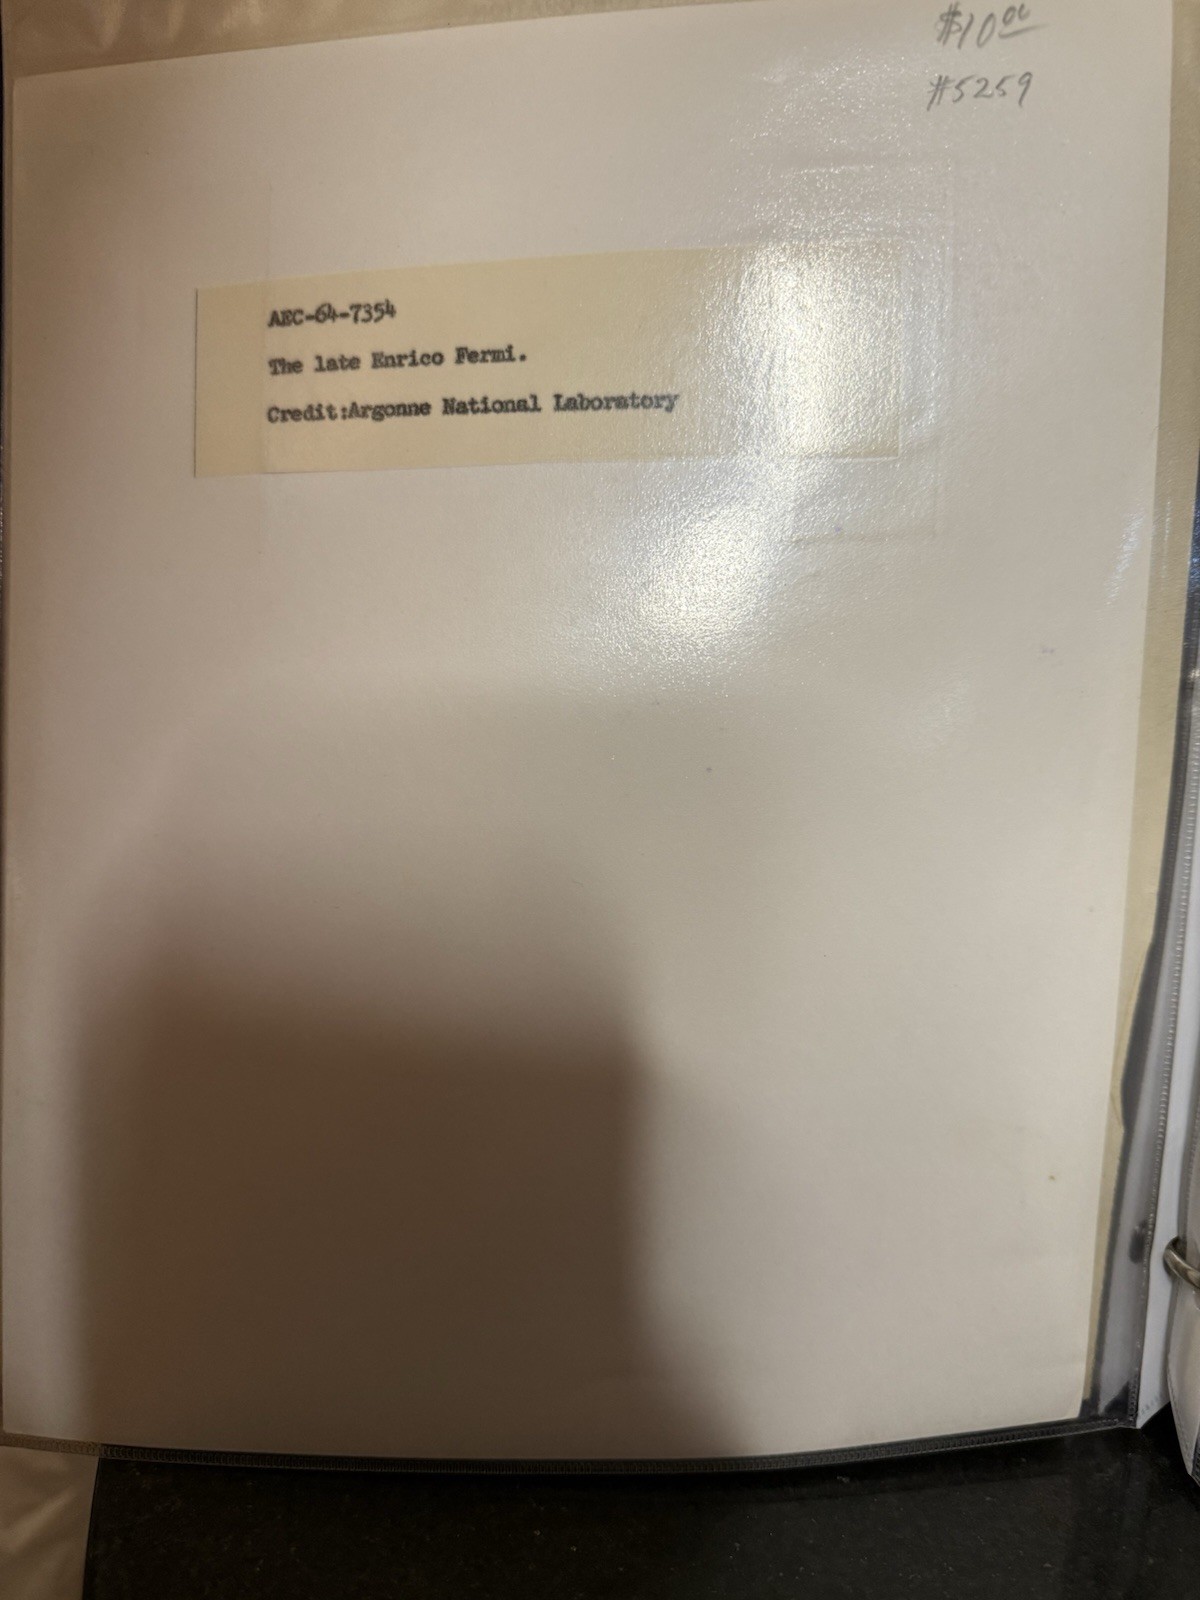 $10.00
#5259
AEC-64-7354
The late Enrico Fermi.
Credit:Argonne National Laboratory